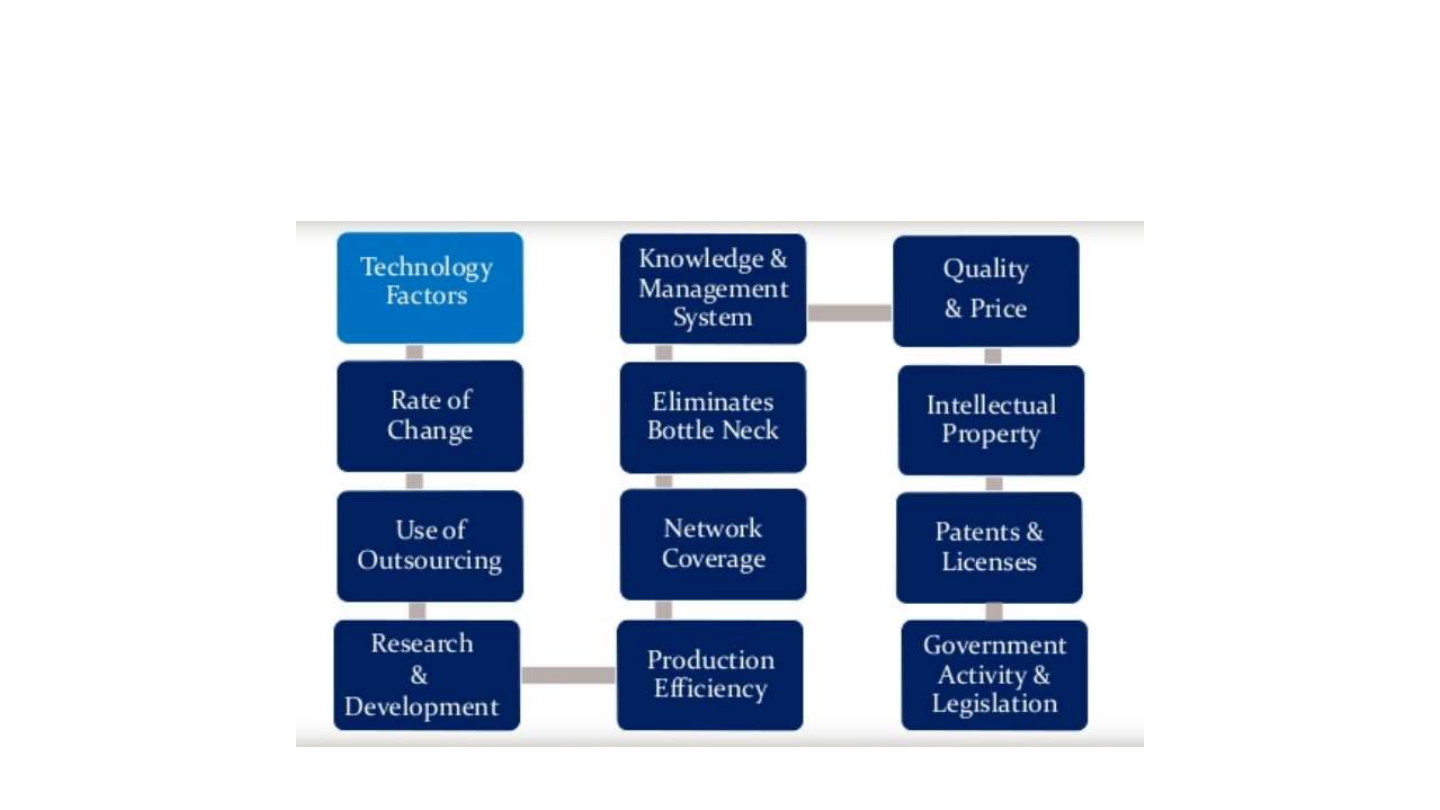 Technology
Factors
Rate of
Change
Use of
Outsourcing
Research
&
Development
Production
Efficiency
Network
Coverage
Eliminates
Bottle Neck
Knowledge &
Management
System
Quality
& Price
Intellectual
Property
Patents &
Licenses
Government
Activity &
Legislation